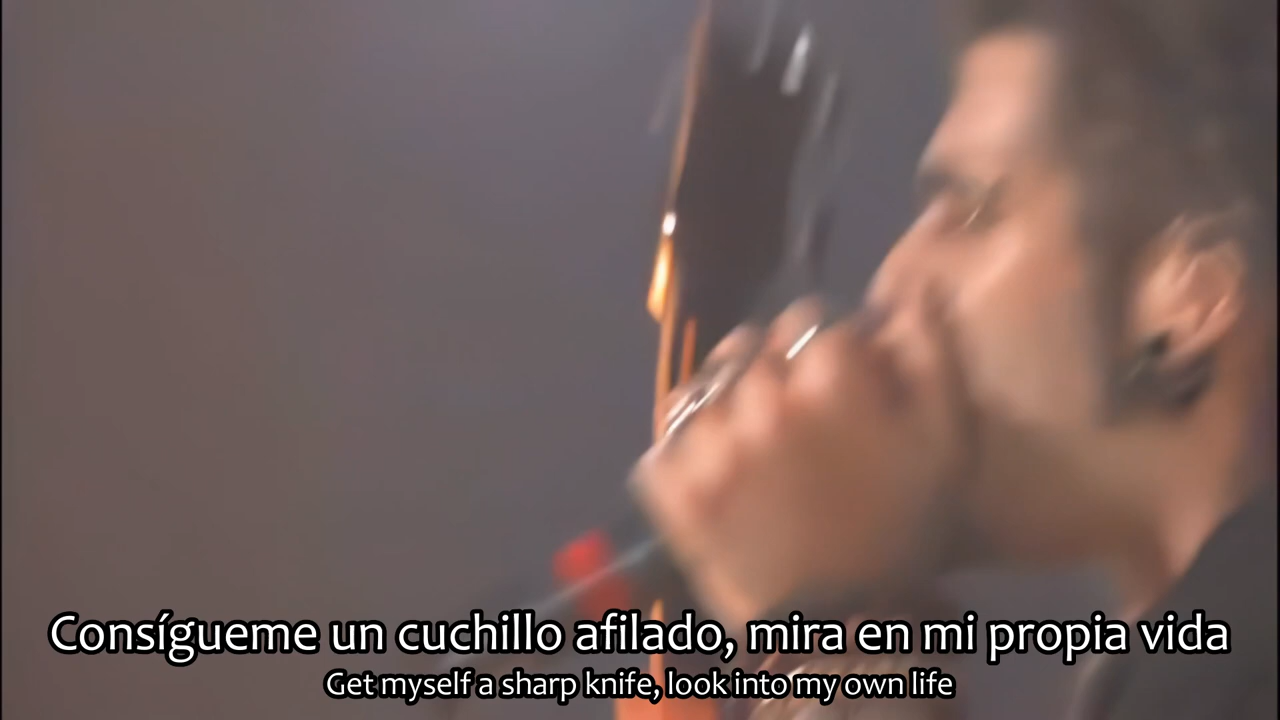 Consígueme un cuchillo afilado, mira en mi propia vida
Get myself a sharp knife, look into my own life